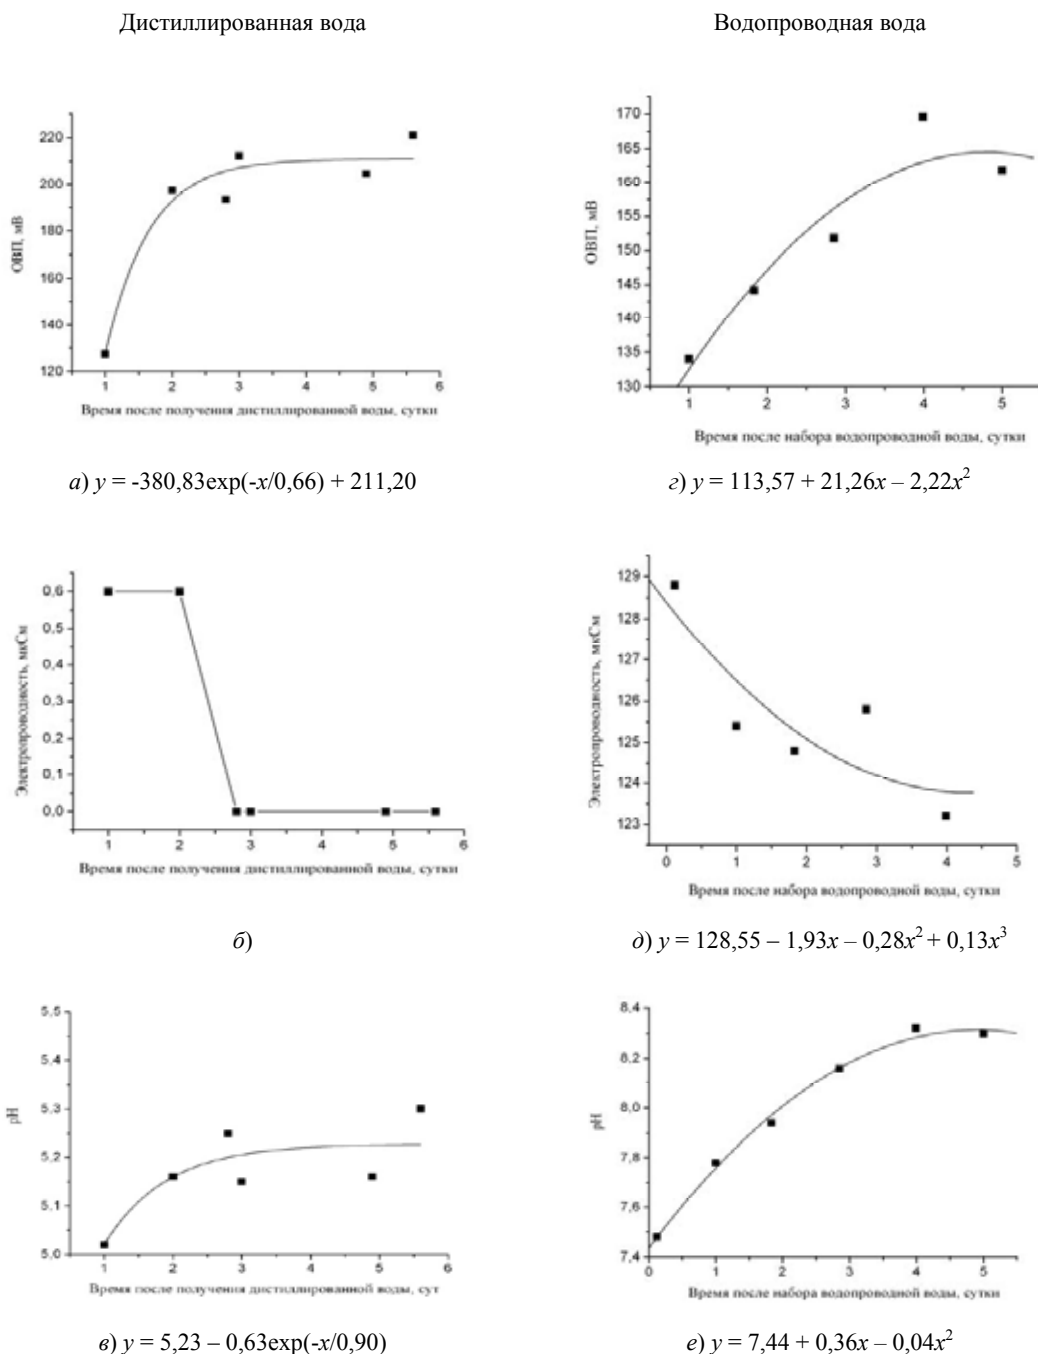 Дистиллированная вода
Водопроводная вода
ОВП, мВ
220
200
180
160
140
120
1 2 3 4 5 6
Время после получения дистиллированной воды, сутки
а) y = -380,83exp(-x/0,66) + 211,20
ОВП, мВ
170
165
160
155
150
145
140
135
130
1 2 3 4 5
Время после набора водопроводной воды, сутки
г) y = 113,57 + 21,26x – 2,22x²
Электропроводность, мкСм
0,6
0,5
0,4
0,3
0,2
0,1
0,0
1 2 3 4 5 6
Время после получения дистиллированной воды, сутки
б)
Электропроводность, мкСм
129
128
127
126
125
124
123
0 1 2 3 4 5
Время после набора водопроводной воды, сутки
д) y = 128,55 – 1,93x – 0,28x² + 0,13x³
pH
5,5
5,4
5,3
5,2
5,1
5,0
1 2 3 4 5 6
Время после получения дистиллированной воды, сут
в) y = 5,23 – 0,63exp(-x/0,90)
pH
8,4
8,2
8,0
7,8
7,6
7,4
0 1 2 3 4 5
Время после набора водопроводной воды, сутки
е) y = 7,44 + 0,36x – 0,04x²